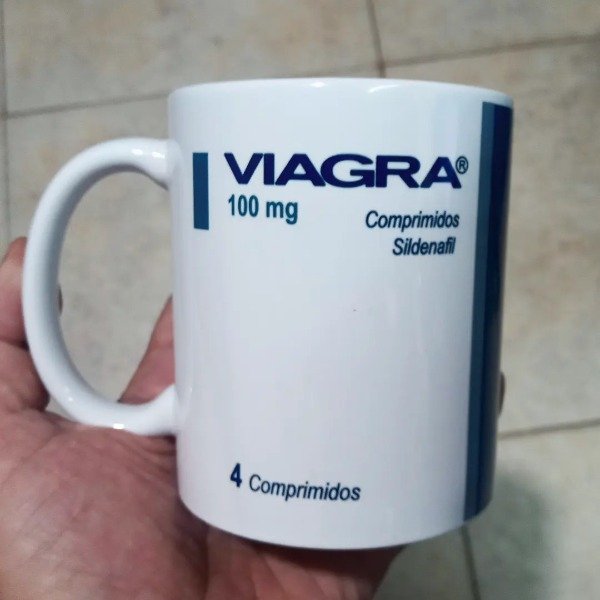 VIAGRA®
100 mg
Comprimidos
Sildenafil
4 Comprimidos